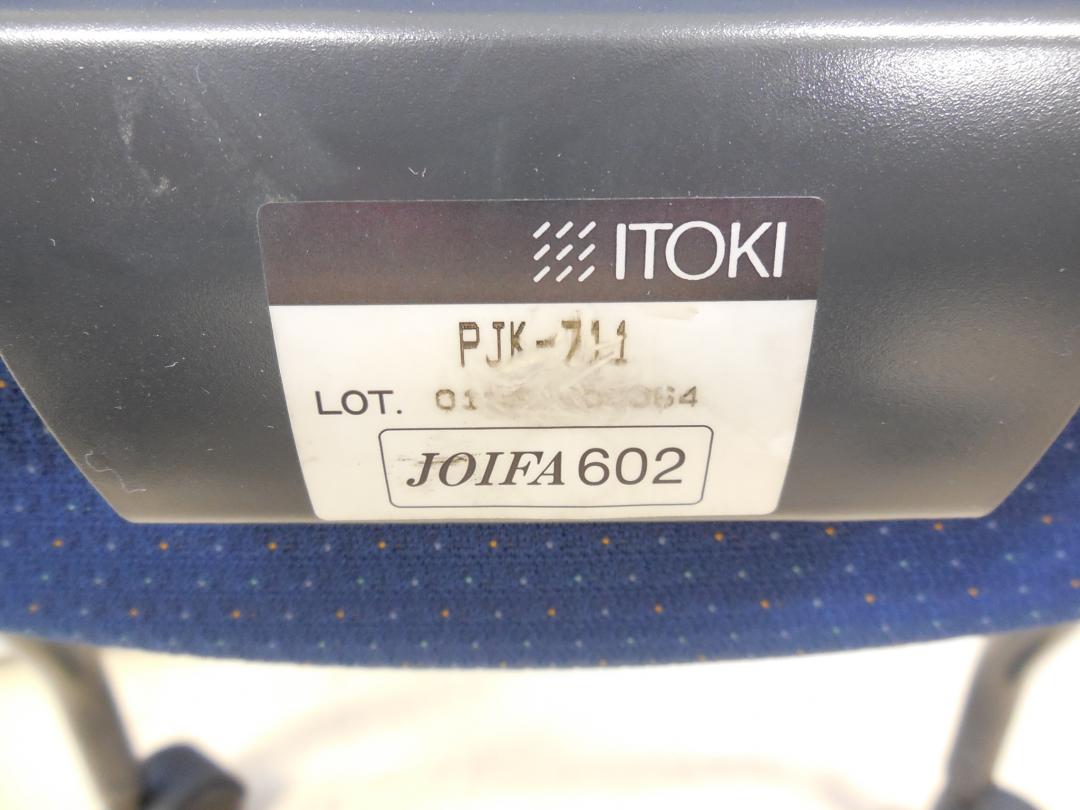 ITOKI
PJK-711
LOT.
JOIFA 602